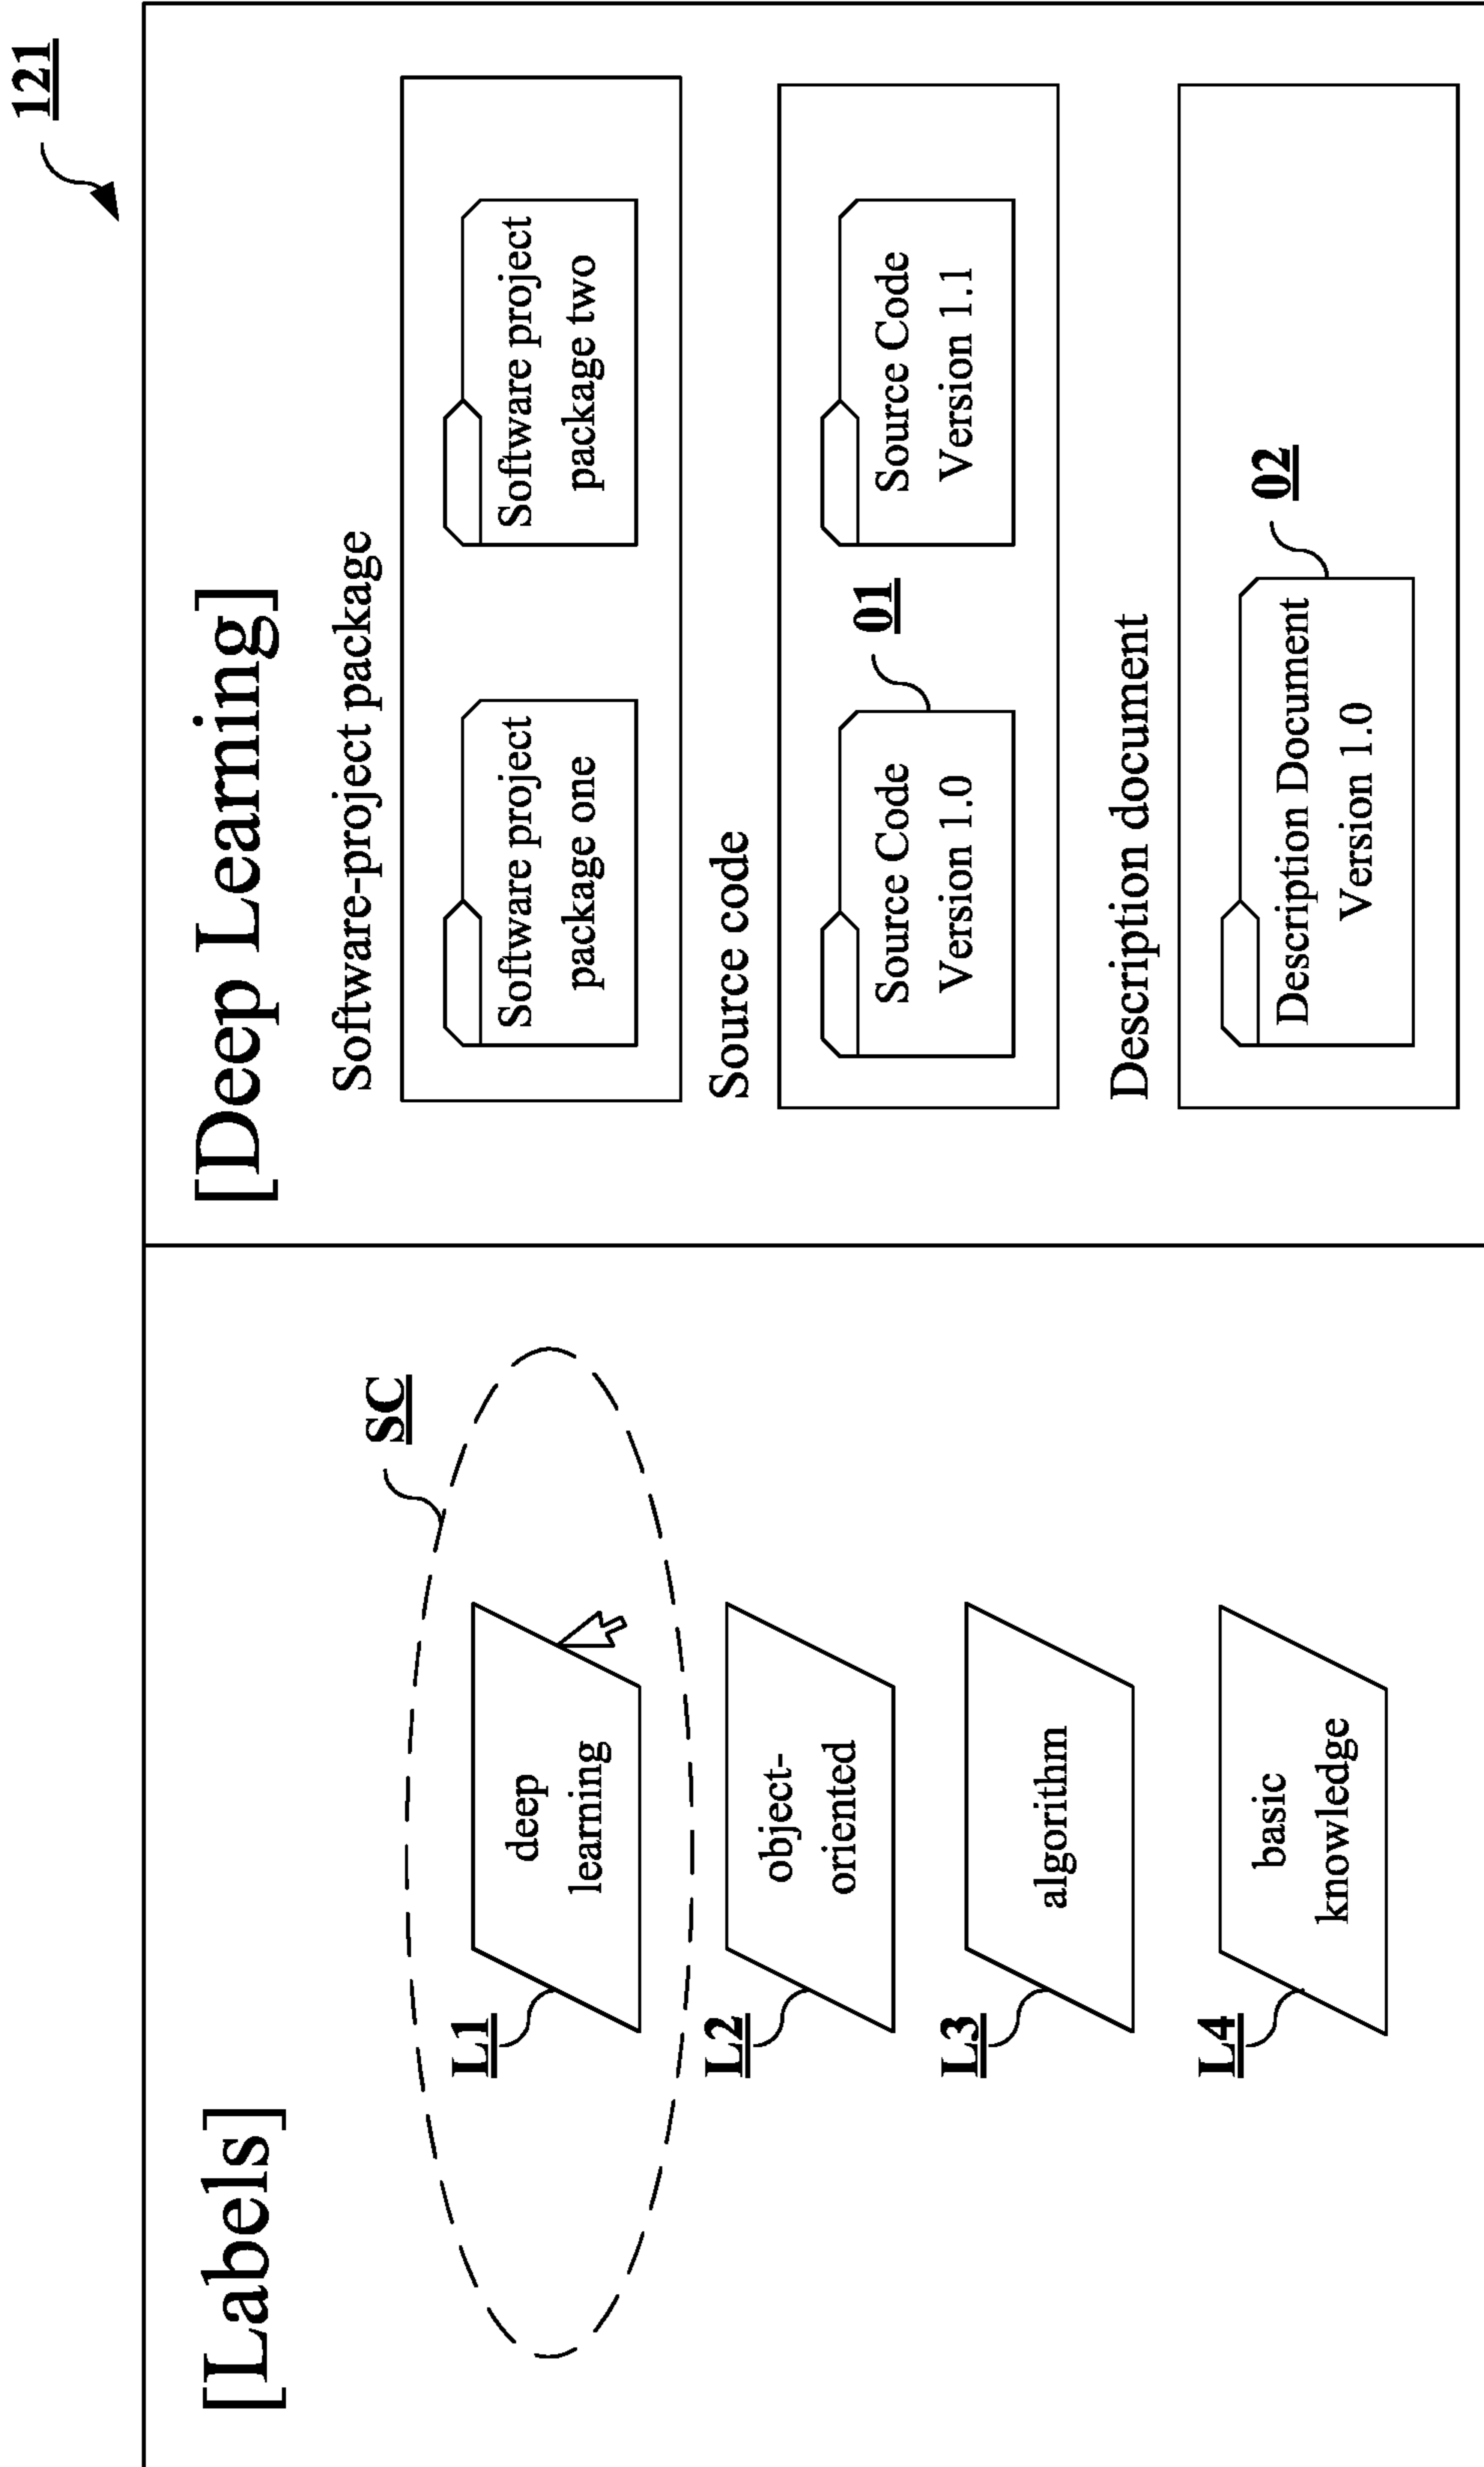 121
[Labels]
SC
L1
deep
learning
L2
object-
oriented
L3
algorithm
L4
basic
knowledge
[Deep Learning]
Software-project package
Software project
package one
Software project
package two
Source code
Source Code
Version 1.0
01
Source Code
Version 1.1
Description document
Description Document
Version 1.0
02